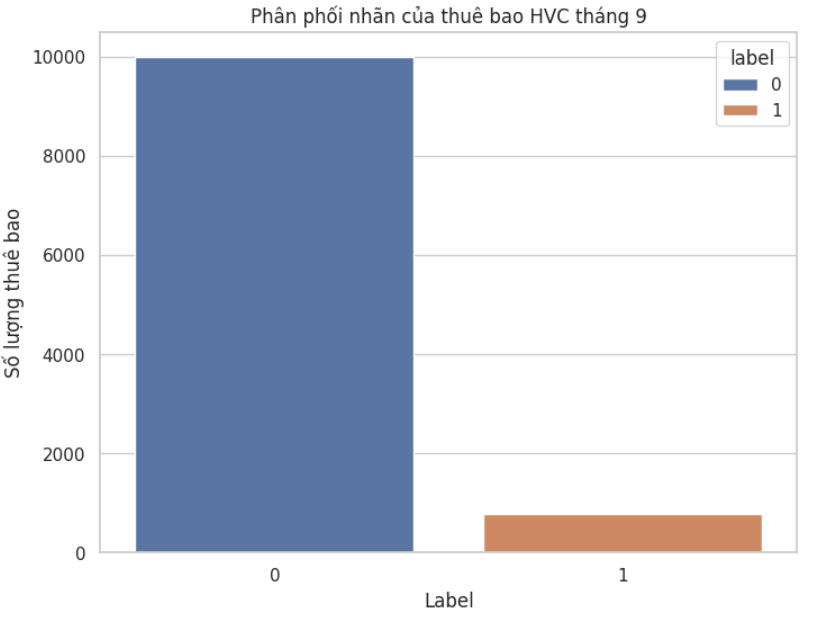 Phân phối nhãn của thuê bao HVC tháng 9
label
0
1
10000
8000
6000
4000
2000
0
Số lượng thuê bao
0
1
Label